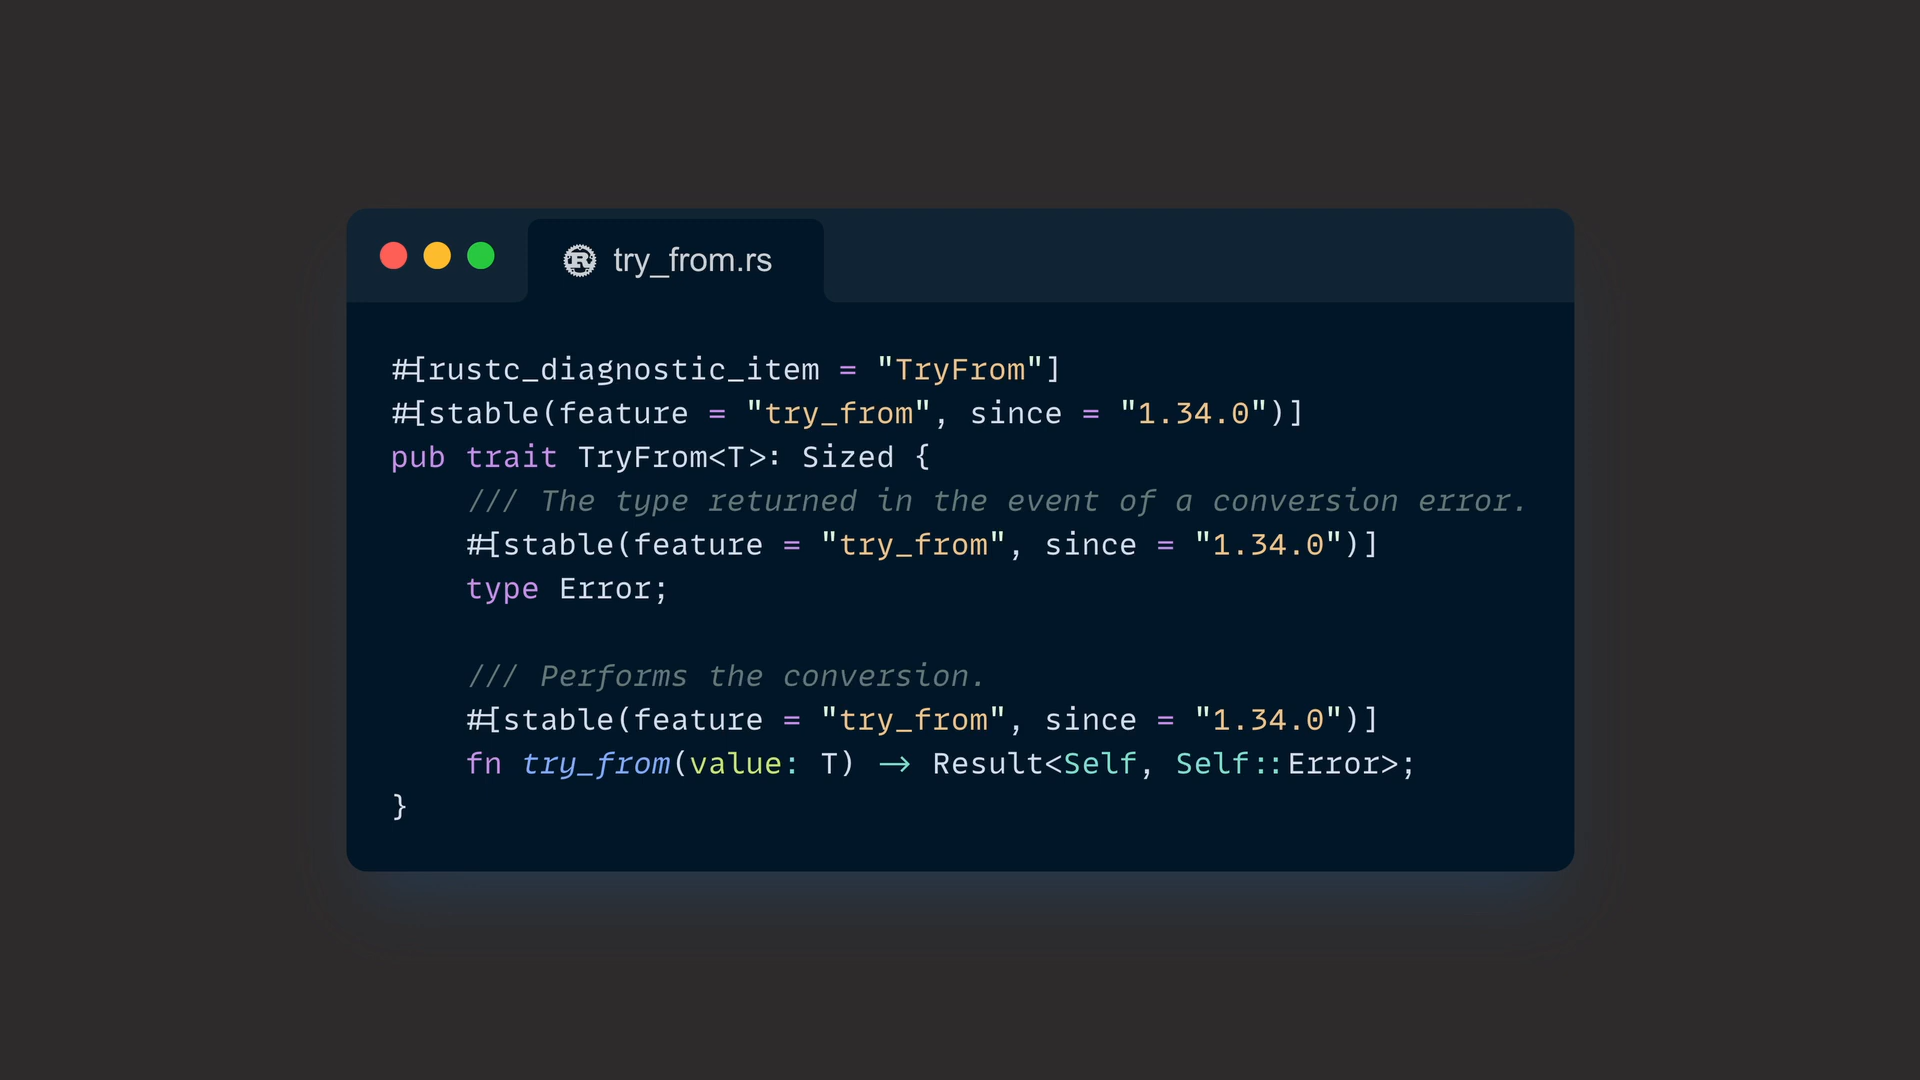 try_from.rs
#[rustc_diagnostic_item = "TryFrom"]
#[stable(feature = "try_from", since = "1.34.0")]
pub trait TryFrom<T>: Sized {
    /// The type returned in the event of a conversion error.
    #[stable(feature = "try_from", since = "1.34.0")]
    type Error;

    /// Performs the conversion.
    #[stable(feature = "try_from", since = "1.34.0")]
    fn try_from(value: T) -> Result<Self, Self::Error>;
}